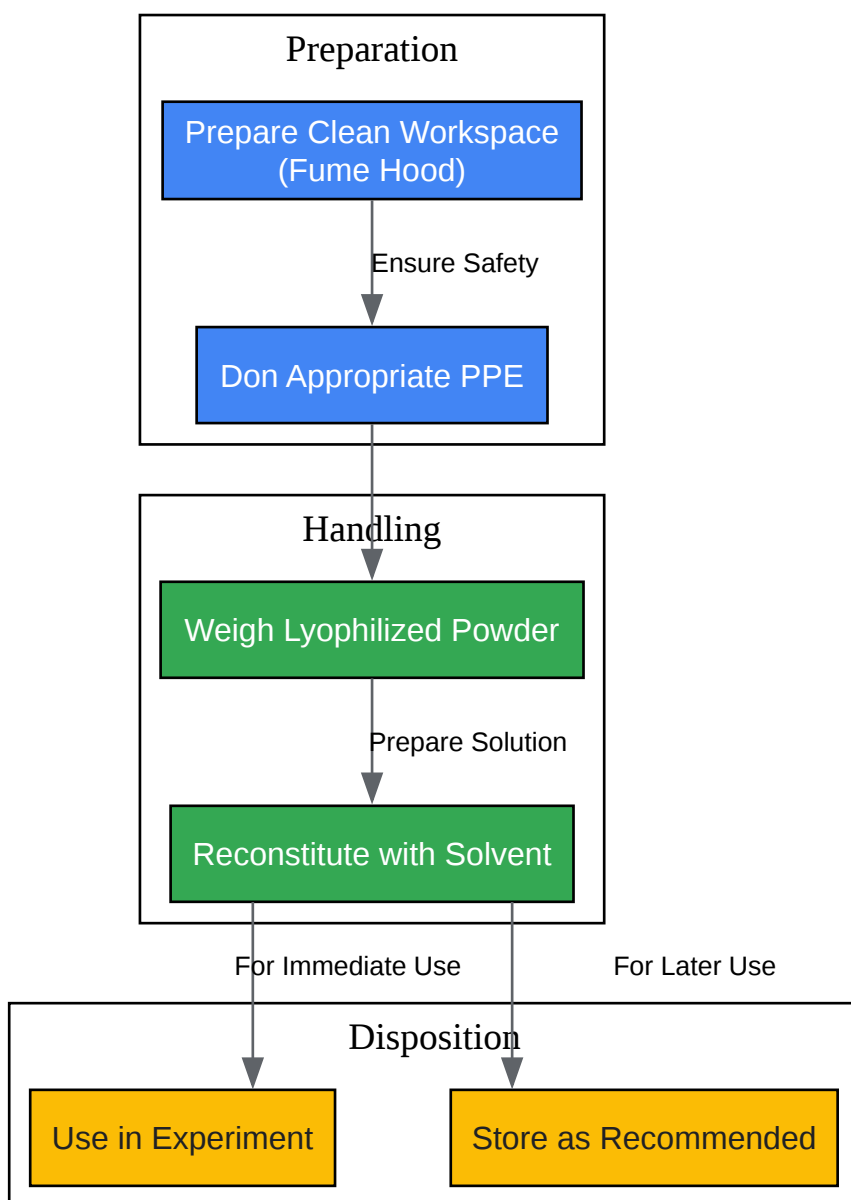 Preparation
Prepare Clean Workspace
(Fume Hood)
Ensure Safety
Don Appropriate PPE
Handling
Weigh Lyophilized Powder
Prepare Solution
Reconstitute with Solvent
For Immediate Use
For Later Use
Disposition
Use in Experiment
Store as Recommended